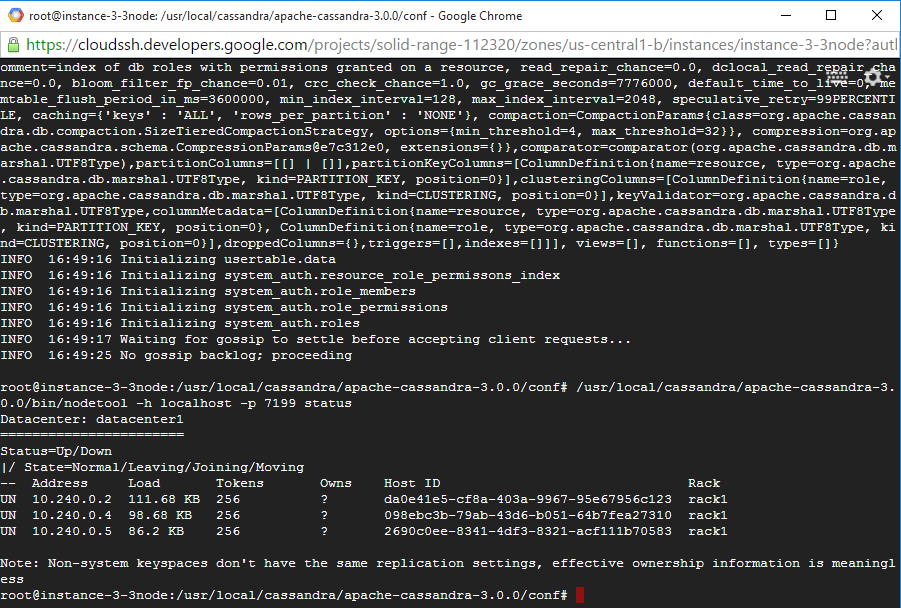 root@instance-3-3node: /usr/local/cassandra/apache-cassandra-3.0.0/conf - Google Chrome
https://cloudssh.developers.google.com/projects/solid-range-112320/zones/us-central1-b/instances/instance-3-3node?autl
omment=index of db roles with permissions granted on a resource, read_repair_chance=0.0, dclocal_read_repair_cha
nce=0.0, bloom_filter_fp_chance=0.01, crc_check_chance=1.0, gc_grace_seconds=7776000, default_time_to_live=0, me
mtable_flush_period_in_ms=3600000, min_index_interval=128, max_index_interval=2048, speculative_retry=99PERCENTI
LE, caching={'keys' : 'ALL', 'rows_per_partition' : 'NONE'}, compaction=CompactionParams{class=org.apache.cassan
dra.db.compaction.SizeTieredCompactionStrategy, options={min_threshold=4, max_threshold=32}}, compression=org.ap
ache.cassandra.schema.CompressionParams@e7c312e0, extensions={}},comparator=comparator(org.apache.cassandra.db.m
arshal.UTF8Type),partitionColumns=[[] | []],partitionKeyColumns=[ColumnDefinition{name=resource, type=org.apache
.cassandra.db.marshal.UTF8Type, kind=PARTITION_KEY, position=0}],clusteringColumns=[ColumnDefinition{name=role,
type=org.apache.cassandra.db.marshal.UTF8Type, kind=CLUSTERING, position=0}],keyValidator=org.apache.cassandra.d
b.marshal.UTF8Type,columnMetadata=[ColumnDefinition{name=resource, type=org.apache.cassandra.db.marshal.UTF8Type
, kind=PARTITION_KEY, position=0}, ColumnDefinition{name=role, type=org.apache.cassandra.db.marshal.UTF8Type, ki
nd=CLUSTERING, position=0}],droppedColumns={},triggers=[],indexes=[]]], views=[], functions=[], types=[]}
INFO  16:49:16 Initializing usertable.data
INFO  16:49:16 Initializing system_auth.resource_role_permissons_index
INFO  16:49:16 Initializing system_auth.role_members
INFO  16:49:16 Initializing system_auth.role_permissions
INFO  16:49:16 Initializing system_auth.roles
INFO  16:49:17 Waiting for gossip to settle before accepting client requests...
INFO  16:49:25 No gossip backlog; proceeding
root@instance-3-3node:/usr/local/cassandra/apache-cassandra-3.0.0/conf# /usr/local/cassandra/apache-cassandra-3.
0.0/bin/nodetool -h localhost -p 7199 status
Datacenter: datacenter1
=======================
Status=Up/Down
|/ State=Normal/Leaving/Joining/Moving
--  Address     Load       Tokens       Owns    Host ID                               Rack
UN  10.240.0.2  111.68 KB  256          ?       da0e41e5-cf8a-403a-9967-95e67956c123  rack1
UN  10.240.0.4  98.68 KB   256          ?       098ebc3b-79ab-43d6-b051-64b7fea27310  rack1
UN  10.240.0.5  86.2 KB    256          ?       2690c0ee-8341-4df3-8321-acf111b70583  rack1
Note: Non-system keyspaces don't have the same replication settings, effective ownership information is meaningl
ess
root@instance-3-3node:/usr/local/cassandra/apache-cassandra-3.0.0/conf#